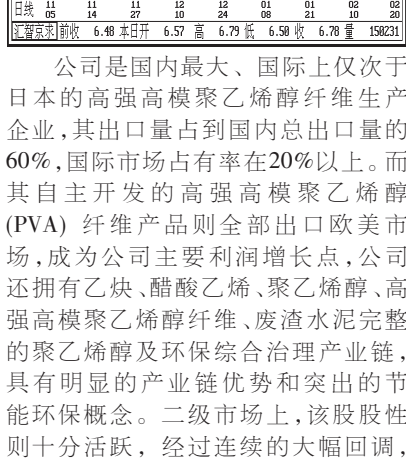 日线 11/05 11/14 11/27 12/10 12/24 01/08 01/21 02/02 02/20
汇智京求 前收 6.48 本日开 6.57 高 6.79 低 6.50 收 6.78 量 150231
公司是国内最大、国际上仅次于
日本的高强高模聚乙烯醇纤维生产
企业,其出口量占到国内总出口量的
60%,国际市场占有率在20%以上。而
其自主开发的高强高模聚乙烯醇
(PVA) 纤维产品则全部出口欧美市
场,成为公司主要利润增长点,公司
还拥有乙炔、醋酸乙烯、聚乙烯醇、高
强高模聚乙烯醇纤维、废渣水泥完整
的聚乙烯醇及环保综合治理产业链,
具有明显的产业链优势和突出的节
能环保概念。二级市场上,该股股性
则十分活跃，经过连续的大幅回调，